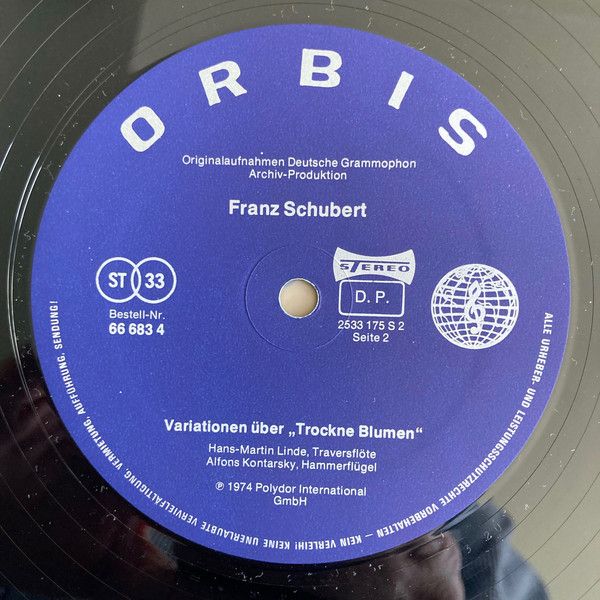 ORBIS
Originalaufnahmen Deutsche Grammophon
Archiv-Produktion
Franz Schubert
ST 33
Bestell-Nr.
66 683 4
STEREO
D. P.
2533 175 S 2
Seite 2
Variationen über „Trockne Blumen“
Hans-Martin Linde, Traversflöte
Alfons Kontarsky, Hammerflügel
℗ 1974 Polydor International
GmbH
ALLE URHEBER- UND LEISTUNGSSCHUTZRECHTE VORBEHALTEN – KEIN VERLEIH! KEINE UNERLAUBTE VERVIELFÄLTIGUNG, VERMIETUNG, AUFFÜHRUNG, SENDUNG!